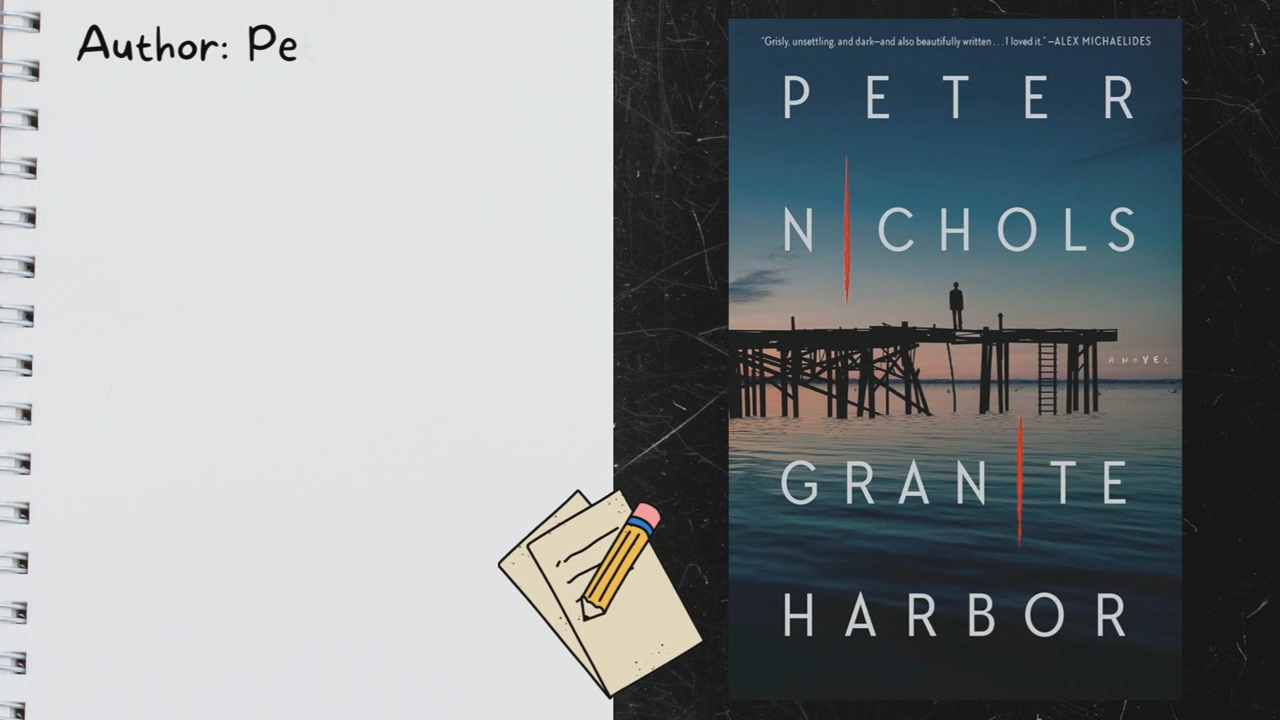 Author: Pe
"Grisly, unsettling, and dark—and also beautifully written . . . I loved it." —ALEX MICHAELIDES
PETER
NICHOLS
A NOVEL
GRANITE
HARBOR